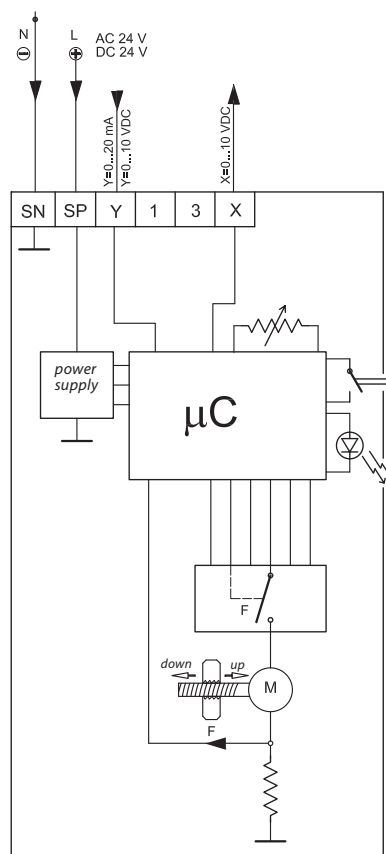 N
L
AC 24 V
DC 24 V
Y=0...20 mA
Y=0...10 VDC
X=0...10 VDC
SN SP Y 1 3 X
power
supply
µC
F
down up
M
F